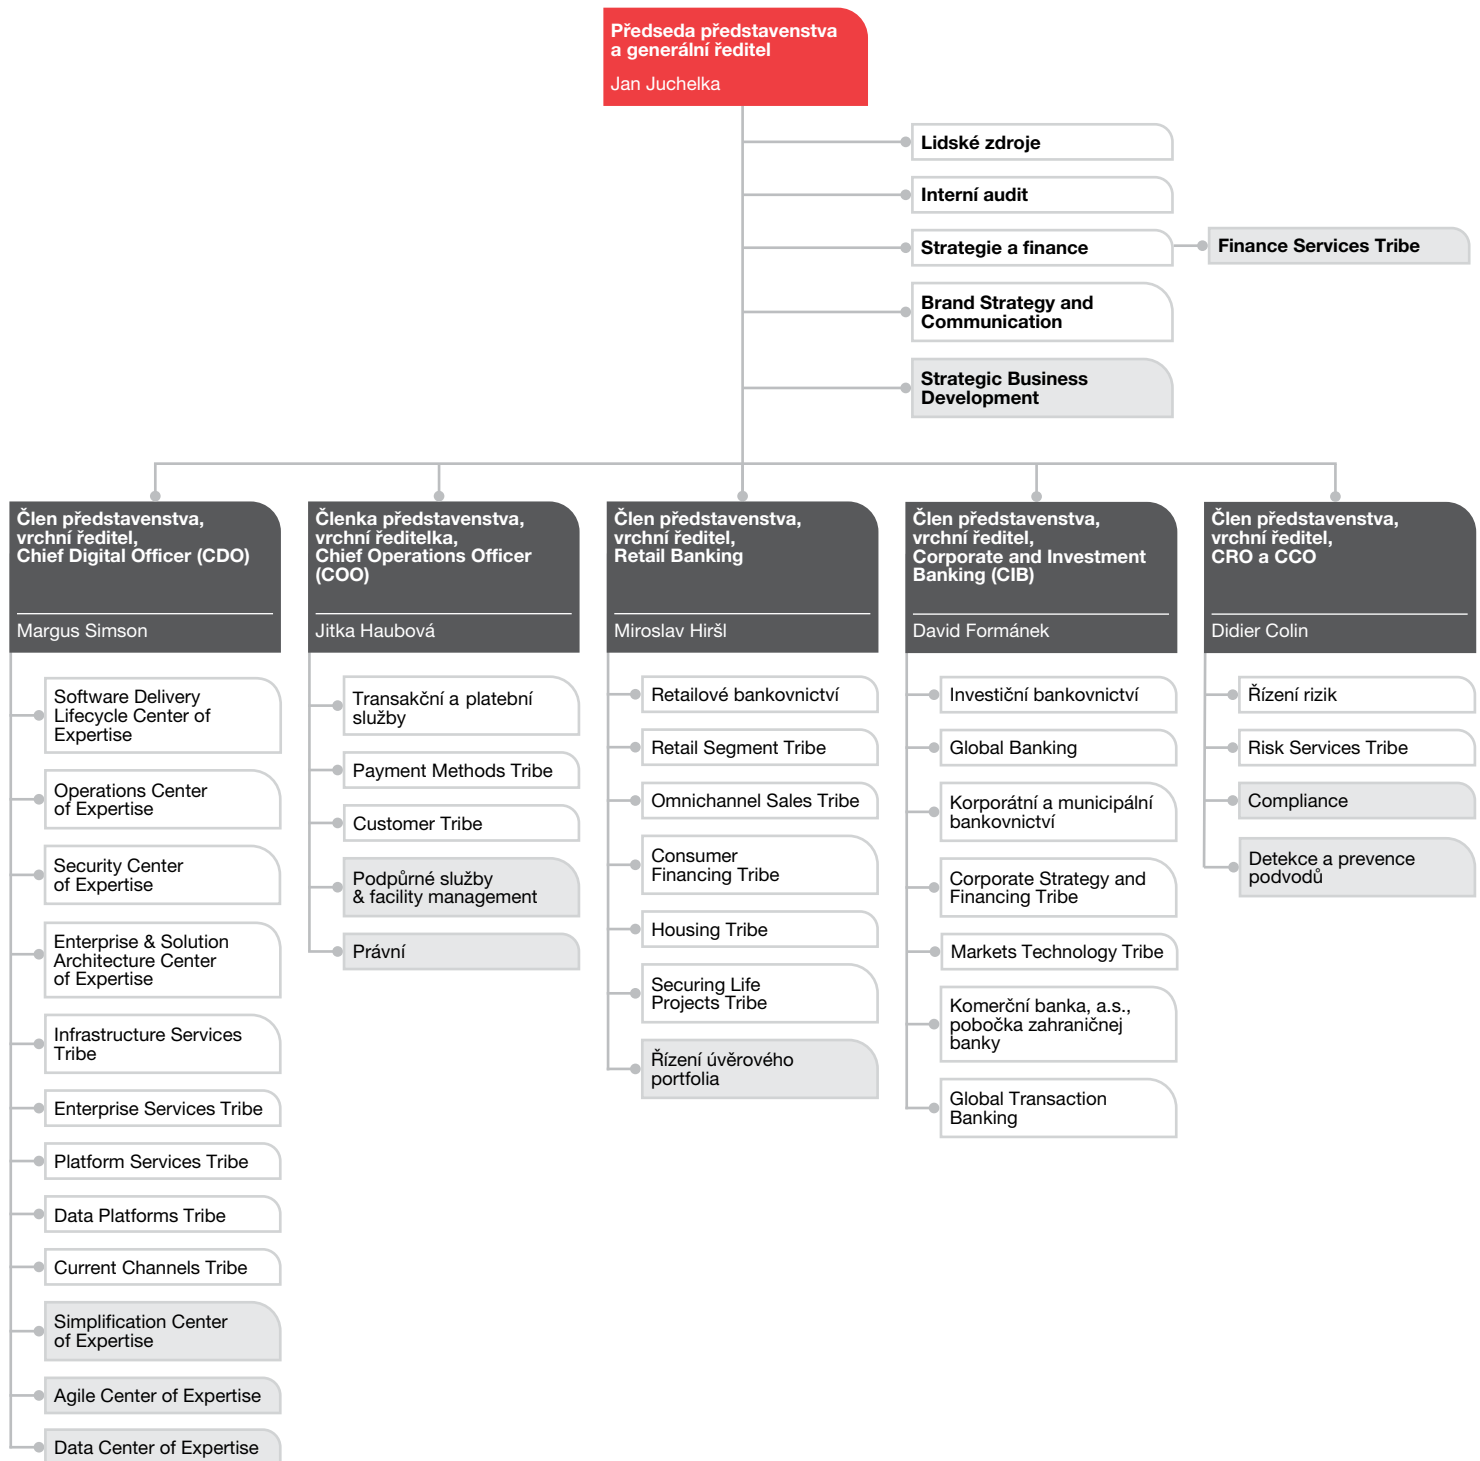 Předseda představenstva
a generální ředitel
Jan Juchelka
Lidské zdroje
Interní audit
Strategie a finance
Finance Services Tribe
Brand Strategy and
Communication
Strategic Business
Development
Člen představenstva,
vrchní ředitel,
Chief Digital Officer (CDO)
Margus Simson
Software Delivery
Lifecycle Center of
Expertise
Operations Center
of Expertise
Security Center
of Expertise
Enterprise & Solution
Architecture Center
of Expertise
Infrastructure Services
Tribe
Enterprise Services Tribe
Platform Services Tribe
Data Platforms Tribe
Current Channels Tribe
Simplification Center
of Expertise
Agile Center of Expertise
Data Center of Expertise
Členka představenstva,
vrchní ředitelka,
Chief Operations Officer
(COO)
Jitka Haubová
Transakční a platební
služby
Payment Methods Tribe
Customer Tribe
Podpůrné služby
& facility management
Právní
Člen představenstva,
vrchní ředitel,
Retail Banking
Miroslav Hiršl
Retailové bankovnictví
Retail Segment Tribe
Omnichannel Sales Tribe
Consumer
Financing Tribe
Housing Tribe
Securing Life
Projects Tribe
Řízení úvěrového
portfolia
Člen představenstva,
vrchní ředitel,
Corporate and Investment
Banking (CIB)
David Formánek
Investiční bankovnictví
Global Banking
Korporátní a municipální
bankovnictví
Corporate Strategy and
Financing Tribe
Markets Technology Tribe
Komerční banka, a.s.,
pobočka zahraničnej
banky
Global Transaction
Banking
Člen představenstva,
vrchní ředitel,
CRO a CCO
Didier Colin
Řízení rizik
Risk Services Tribe
Compliance
Detekce a prevence
podvodů